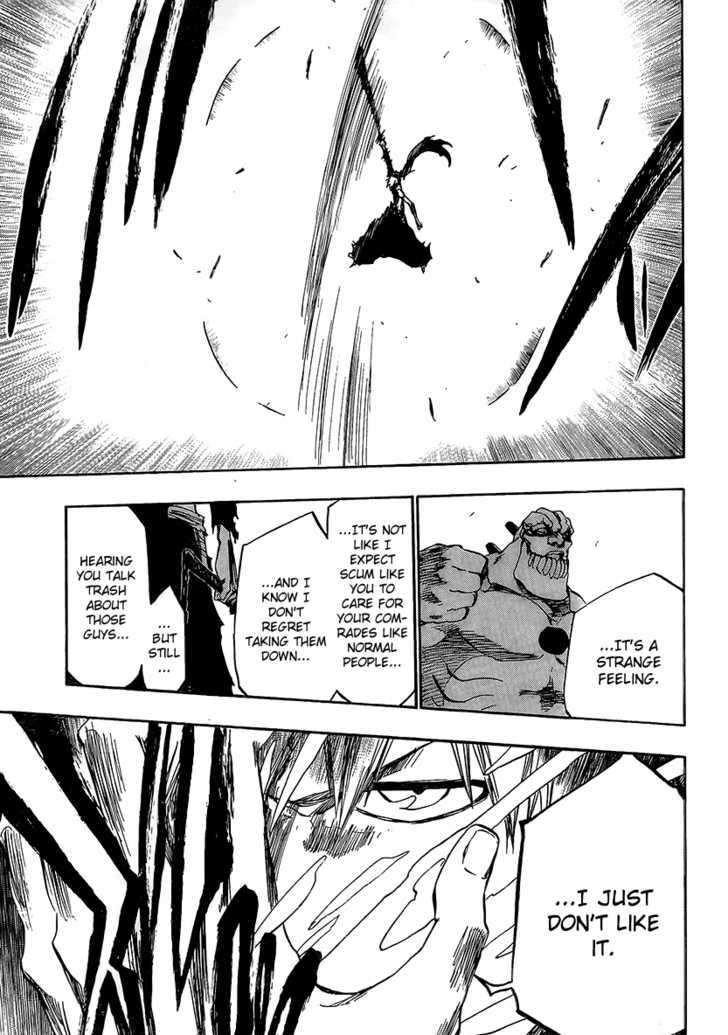 ...IT'S A
STRANGE
FEELING.
...IT'S NOT
LIKE I
EXPECT
SCUM LIKE
YOU TO
CARE FOR
YOUR COM-
RADES LIKE
NORMAL
PEOPLE...
...AND I
KNOW I
DON'T
REGRET
TAKING THEM
DOWN...
...
BUT
STILL
...
HEARING
YOU TALK
TRASH
ABOUT
THOSE
GUYS...
...I JUST
DON'T LIKE
IT.